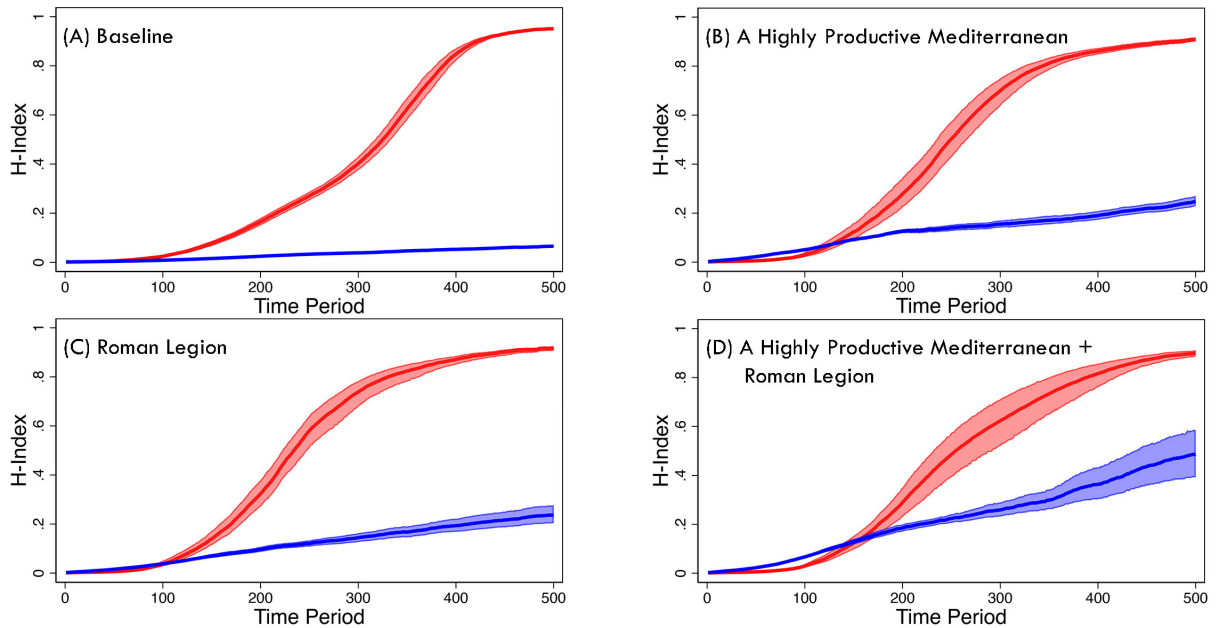 (A) Baseline
H-Index
1
.8
.6
.4
.2
0
0 100 200 300 400 500
Time Period
(B) A Highly Productive Mediterranean
H-Index
1
.8
.6
.4
.2
0
0 100 200 300 400 500
Time Period
(C) Roman Legion
H-Index
1
.8
.6
.4
.2
0
0 100 200 300 400 500
Time Period
(D) A Highly Productive Mediterranean +
Roman Legion
H-Index
1
.8
.6
.4
.2
0
0 100 200 300 400 500
Time Period